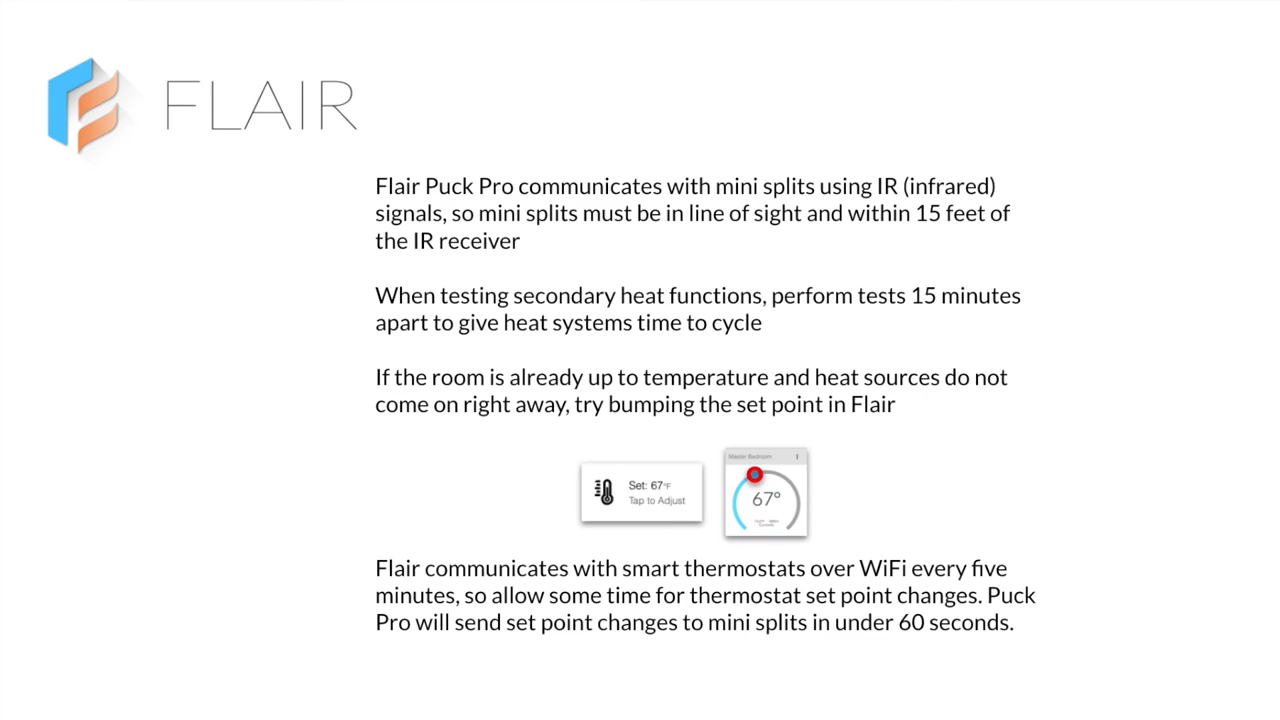 FLAIR
Flair Puck Pro communicates with mini splits using IR (infrared)
signals, so mini splits must be in line of sight and within 15 feet of
the IR receiver
When testing secondary heat functions, perform tests 15 minutes
apart to give heat systems time to cycle
If the room is already up to temperature and heat sources do not
come on right away, try bumping the set point in Flair
Master Bedroom
Set: 67°F
Tap to Adjust
67°
Flair communicates with smart thermostats over WiFi every five
minutes, so allow some time for thermostat set point changes. Puck
Pro will send set point changes to mini splits in under 60 seconds.